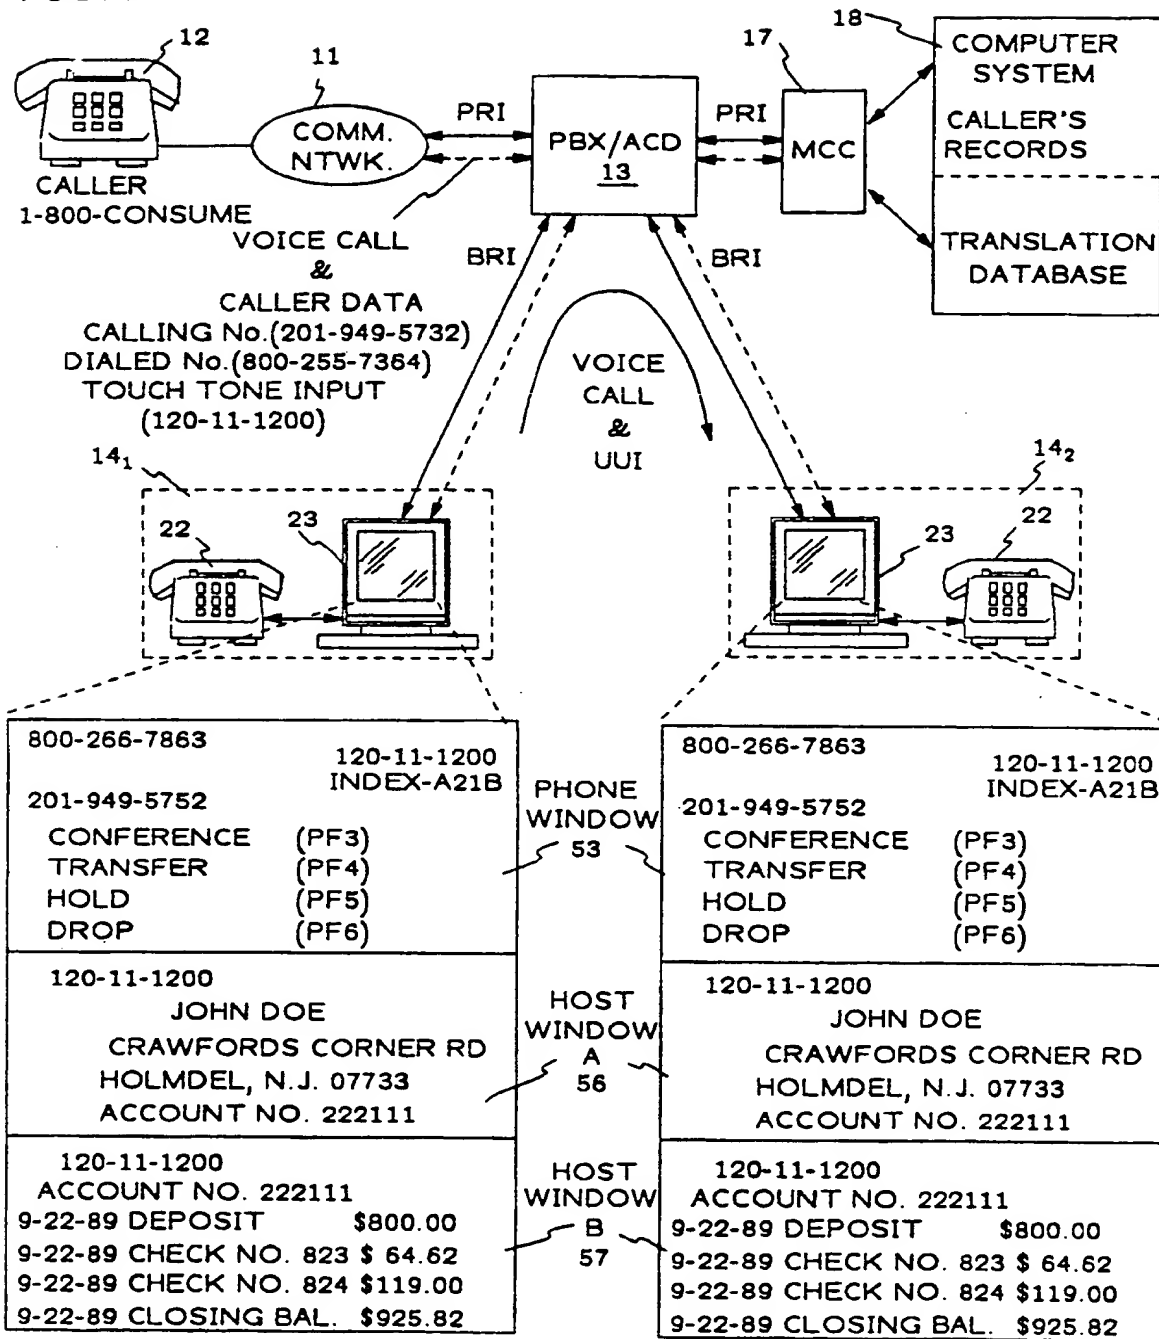 12
11
17
18
COMPUTER
SYSTEM
CALLER'S
RECORDS
TRANSLATION
DATABASE
COMM.
NTWK.
PRI
PBX/ACD
13
PRI
MCC
CALLER
1-800-CONSUME
VOICE CALL
&
CALLER DATA
CALLING No.(201-949-5732)
DIALED No.(800-255-7364)
TOUCH TONE INPUT
(120-11-1200)
BRI
BRI
VOICE
CALL
&
UUI
14₁
22
23
14₂
22
23
800-266-7863
120-11-1200
INDEX-A21B
201-949-5752
CONFERENCE (PF3)
TRANSFER (PF4)
HOLD (PF5)
DROP (PF6)
120-11-1200
JOHN DOE
CRAWFORDS CORNER RD
HOLMDEL, N.J. 07733
ACCOUNT NO. 222111
120-11-1200
ACCOUNT NO. 222111
9-22-89 DEPOSIT $800.00
9-22-89 CHECK NO. 823 $ 64.62
9-22-89 CHECK NO. 824 $119.00
9-22-89 CLOSING BAL. $925.82
PHONE
WINDOW
53
HOST
WINDOW
A
56
HOST
WINDOW
B
57
800-266-7863
120-11-1200
INDEX-A21B
201-949-5752
CONFERENCE (PF3)
TRANSFER (PF4)
HOLD (PF5)
DROP (PF6)
120-11-1200
JOHN DOE
CRAWFORDS CORNER RD
HOLMDEL, N.J. 07733
ACCOUNT NO. 222111
120-11-1200
ACCOUNT NO. 222111
9-22-89 DEPOSIT $800.00
9-22-89 CHECK NO. 823 $ 64.62
9-22-89 CHECK NO. 824 $119.00
9-22-89 CLOSING BAL. $925.82